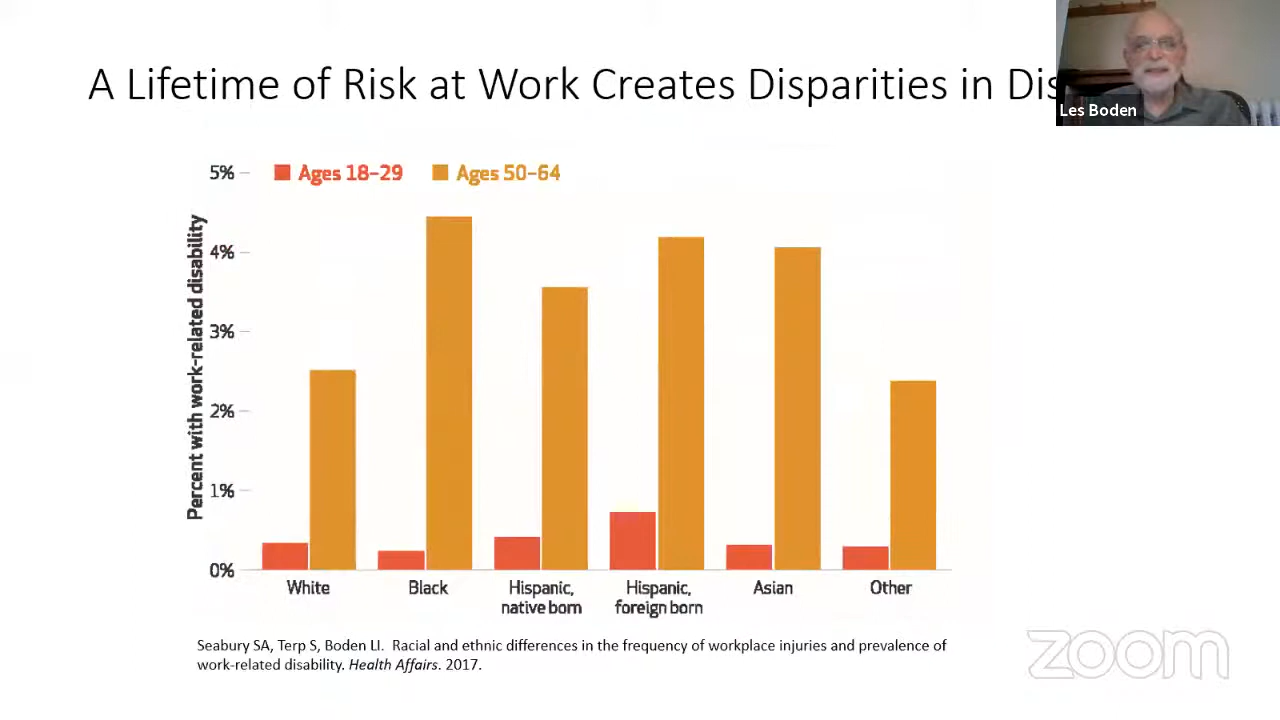 A Lifetime of Risk at Work Creates Disparities in Dis
Les Boden
5%
Ages 18–29
Ages 50–64
4%
3%
2%
1%
0%
Percent with work-related disability
White
Black
Hispanic,
native born
Hispanic,
foreign born
Asian
Other
Seabury SA, Terp S, Boden LI. Racial and ethnic differences in the frequency of workplace injuries and prevalence of
work-related disability. Health Affairs. 2017.
zoom